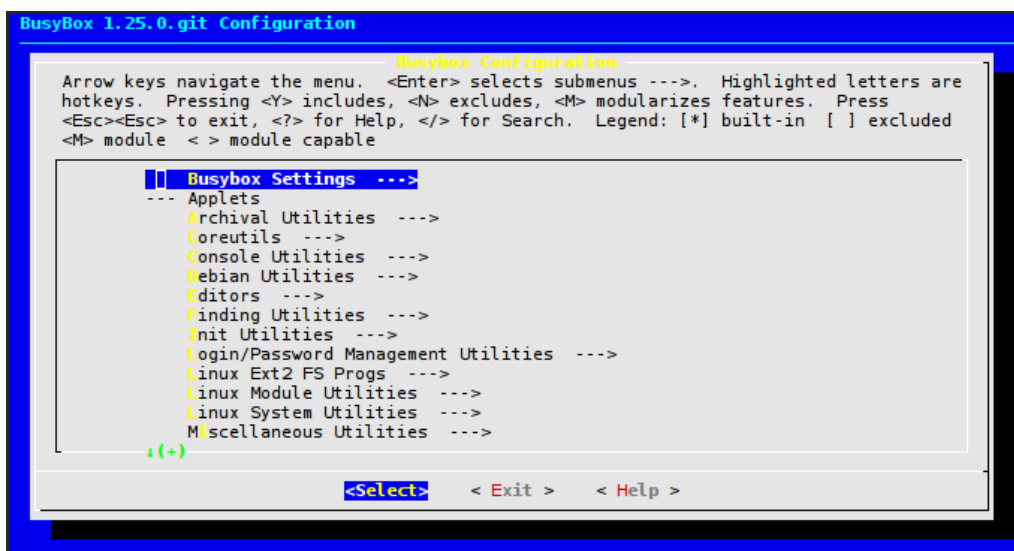 BusyBox 1.25.0.git Configuration
Busybox Configuration
Arrow keys navigate the menu.  <Enter> selects submenus --->.  Highlighted letters are
hotkeys.  Pressing <Y> includes, <N> excludes, <M> modularizes features.  Press
<Esc><Esc> to exit, <?> for Help, </> for Search.  Legend: [*] built-in  [ ] excluded
<M> module  < > module capable
Busybox Settings  --->
--- Applets
Archival Utilities  --->
Coreutils  --->
Console Utilities  --->
Debian Utilities  --->
Editors  --->
Finding Utilities  --->
Init Utilities  --->
Login/Password Management Utilities  --->
Linux Ext2 FS Progs  --->
Linux Module Utilities  --->
Linux System Utilities  --->
Miscellaneous Utilities  --->
↓(+)
<Select>    < Exit >    < Help >